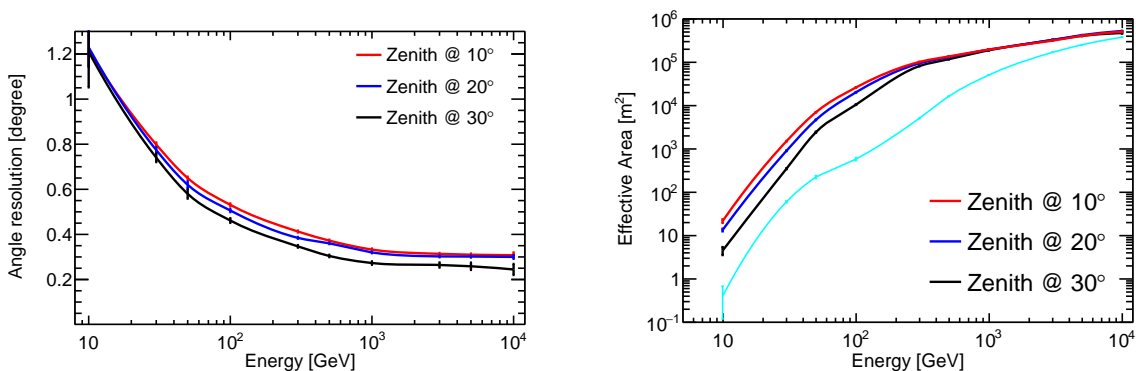 Angle resolution [degree]
1.2
1
0.8
0.6
0.4
0.2
10
10²
10³
10⁴
Energy [GeV]
Zenith @ 10°
Zenith @ 20°
Zenith @ 30°
Effective Area [m²]
10⁶
10⁵
10⁴
10³
10²
10
1
10⁻¹
10
10²
10³
10⁴
Energy [GeV]
Zenith @ 10°
Zenith @ 20°
Zenith @ 30°